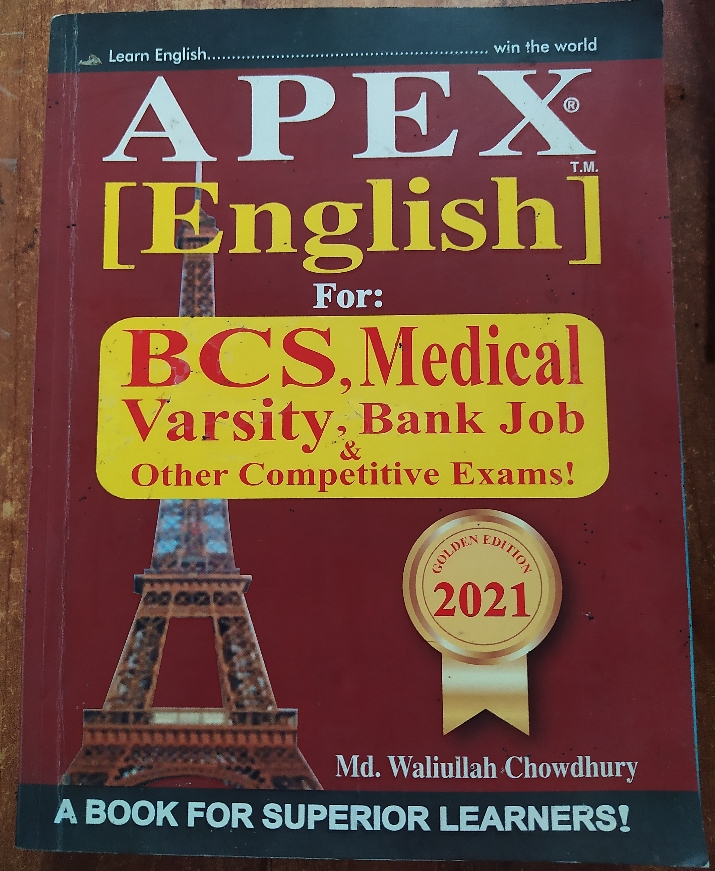 Learn English.................................................. win the world
APEX®
T.M.
[English]
For:
BCS, Medical
Varsity, Bank Job
&
Other Competitive Exams!
GOLDEN EDITION
2021
Md. Waliullah Chowdhury
A BOOK FOR SUPERIOR LEARNERS!